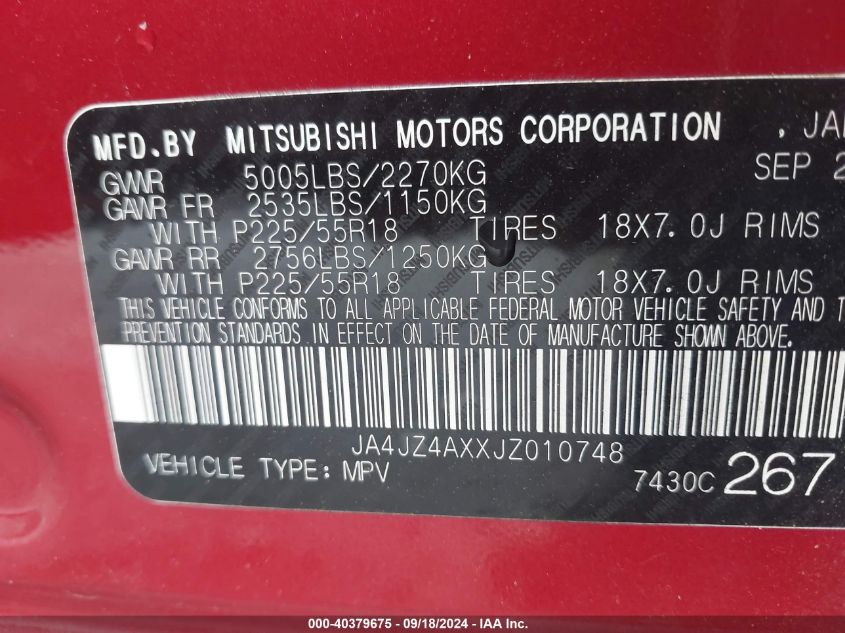 MFD.BY MITSUBISHI MOTORS CORPORATION
GVWR 5005LBS/2270KG SEP
GAWR FR 2535LBS/1150KG
WITH P225/55R18 TIRES 18X7.0J RIMS
GAWR RR 2756LBS/1250KG
WITH P225/55R18 TIRES 18X7.0J RIMS
THIS VEHICLE CONFORMS TO ALL APPLICABLE FEDERAL MOTOR VEHICLE SAFETY AND
PREVENTION STANDARDS IN EFFECT ON THE DATE OF MANUFACTURE SHOWN ABOVE.
JA4JZ4AXXJZ010748
VEHICLE TYPE: MPV 7430C 267
000-40379675 - 09/18/2024 - IAA Inc.